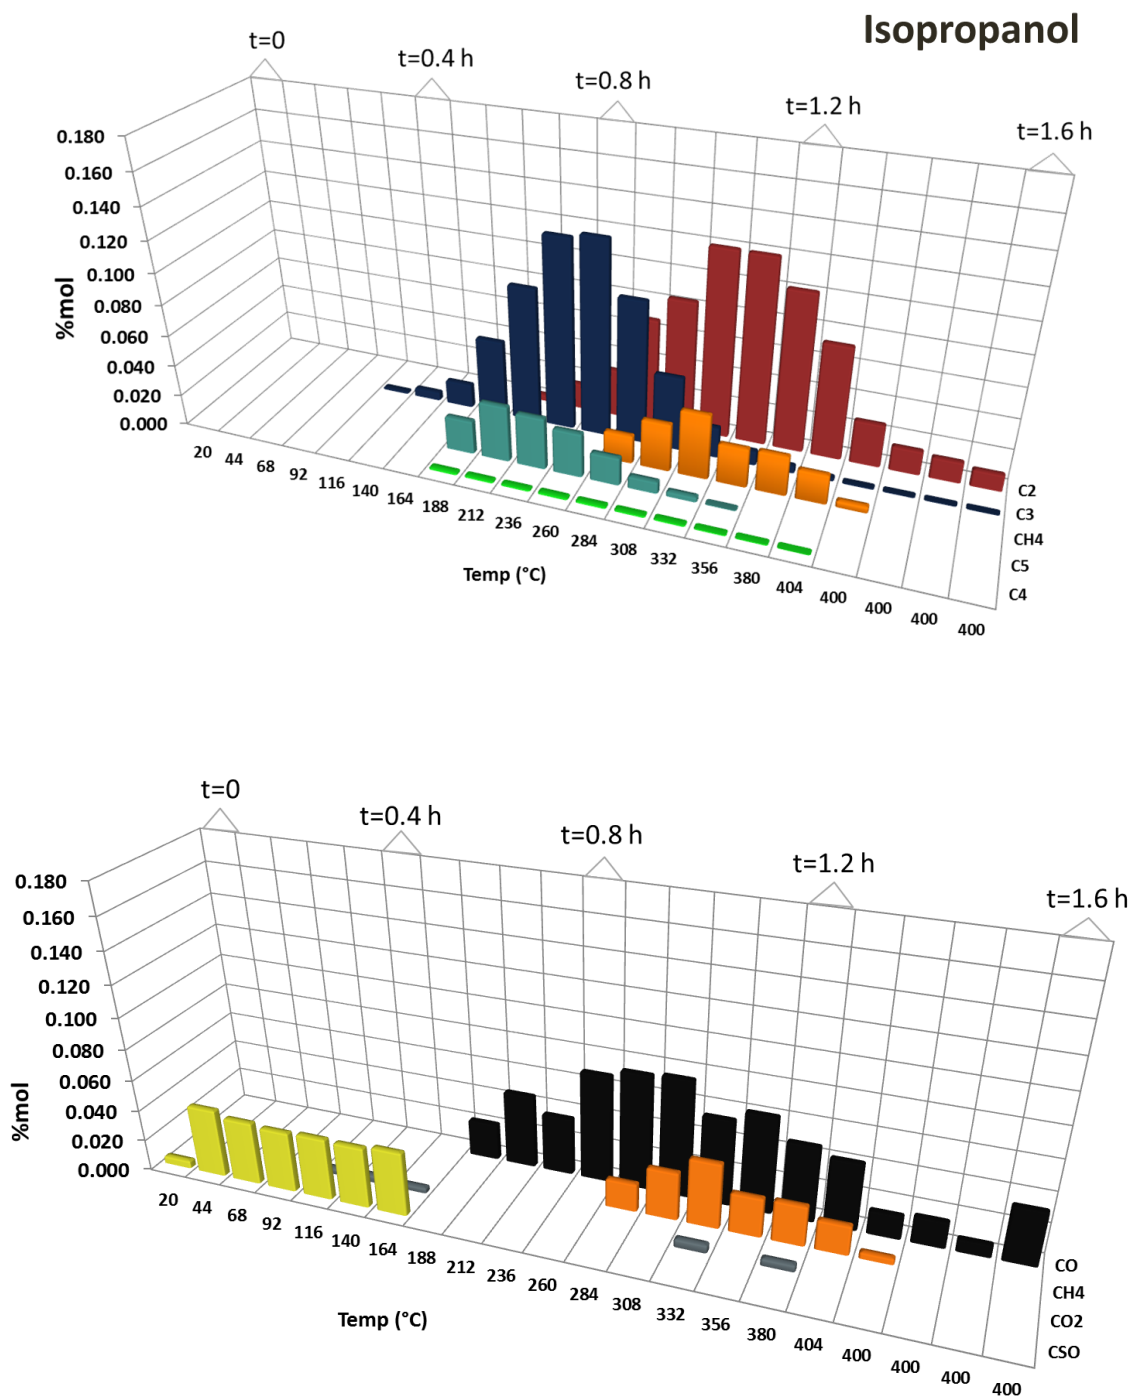 Isopropanol
t=0
t=0.4 h
t=0.8 h
t=1.2 h
t=1.6 h
0.180
0.160
0.140
0.120
0.100
0.080
0.060
0.040
0.020
0.000
%mol
20
44
68
92
116
140
164
188
212
236
260
284
308
332
356
380
404
400
400
400
400
C2
C3
CH4
C5
C4
Temp (°C)
t=0
t=0.4 h
t=0.8 h
t=1.2 h
t=1.6 h
0.180
0.160
0.140
0.120
0.100
0.080
0.060
0.040
0.020
0.000
%mol
20
44
68
92
116
140
164
188
212
236
260
284
308
332
356
380
404
400
400
400
400
CO
CH4
CO2
CSO
Temp (°C)